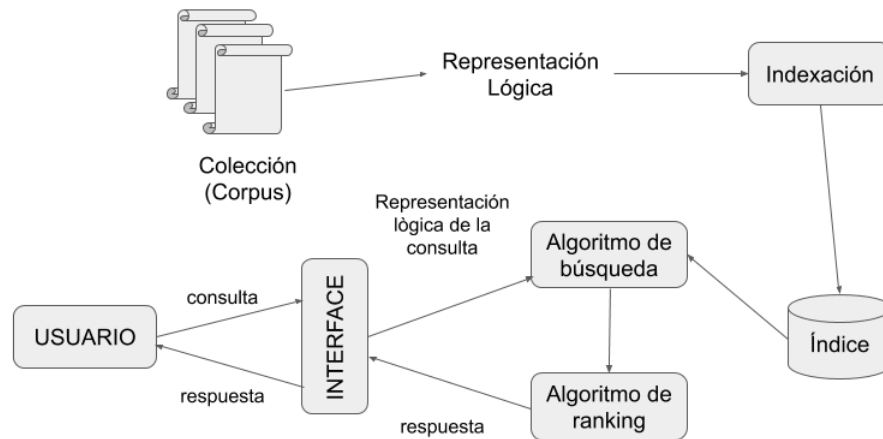 Representación
Lógica
Indexación
Colección
(Corpus)
Representación
lògica de la
consulta
Algoritmo de
búsqueda
consulta
INTERFACE
USUARIO
Índice
respuesta
Algoritmo de
ranking
respuesta